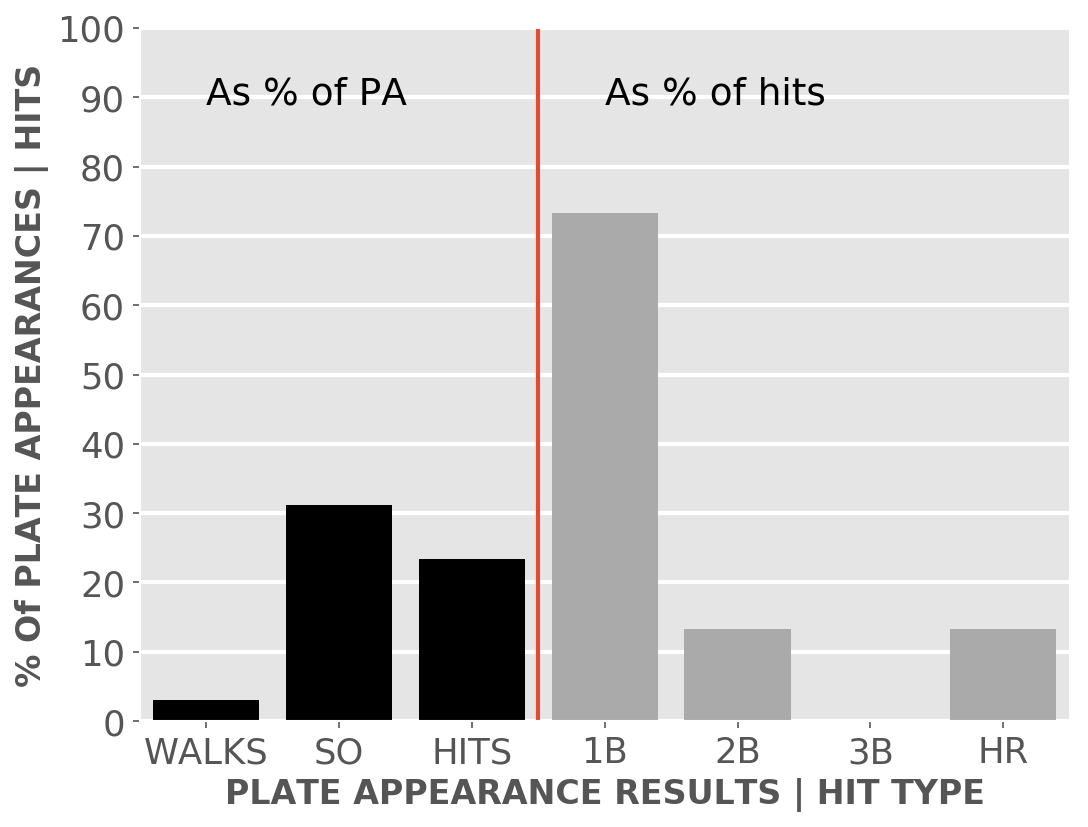 % Of PLATE APPEARANCES | HITS
100
90
80
70
60
50
40
30
20
10
0
As % of PA
As % of hits
WALKS SO HITS 1B 2B 3B HR
PLATE APPEARANCE RESULTS | HIT TYPE